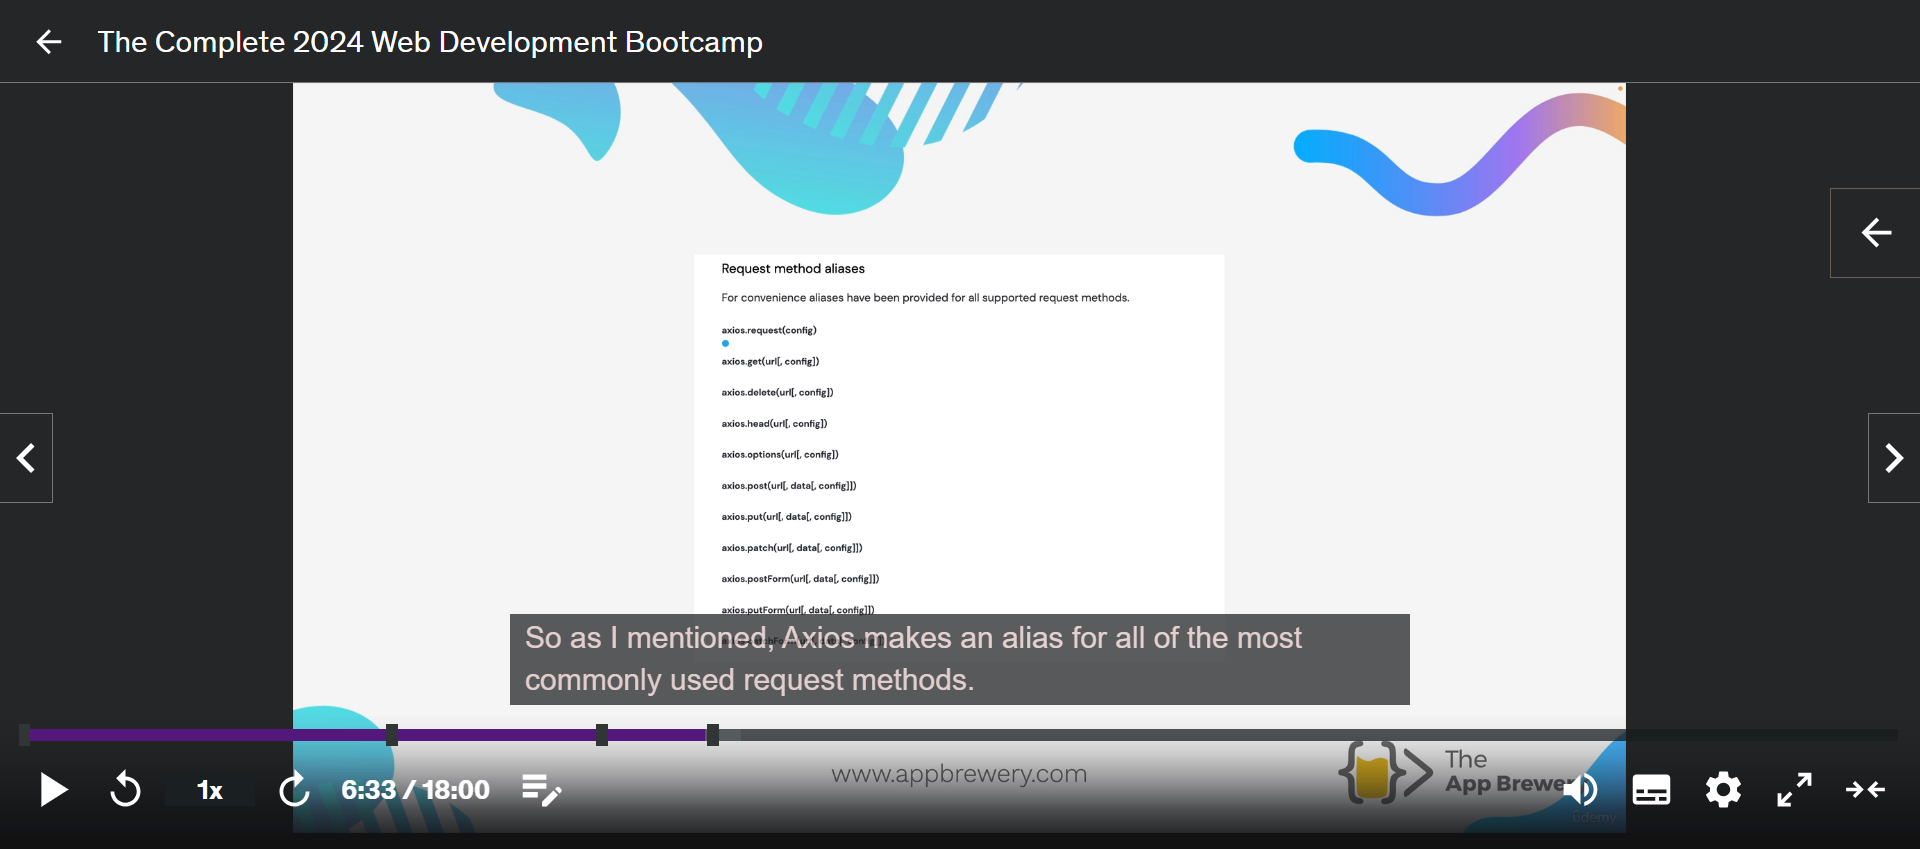 The Complete 2024 Web Development Bootcamp
Request method aliases
For convenience aliases have been provided for all supported request methods.
axios.request(config)
axios.get(url[, config])
axios.delete(url[, config])
axios.head(url[, config])
axios.options(url[, config])
axios.post(url[, data[, config]])
axios.put(url[, data[, config]])
axios.patch(url[, data[, config]])
axios.postForm(url[, data[, config]])
axios.putForm(url[, data[, config]])
So as I mentioned, Axios makes an alias for all of the most
commonly used request methods.
1x
6:33 / 18:00
www.appbrewery.com
The
App Brewe
udemy